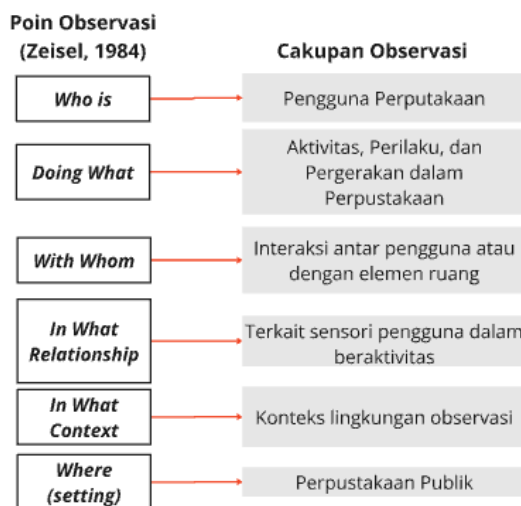 Poin Observasi
(Zeisel, 1984)
Cakupan Observasi
Who is
Pengguna Perputakaan
Doing What
Aktivitas, Perilaku, dan
Pergerakan dalam
Perpustakaan
With Whom
Interaksi antar pengguna atau
dengan elemen ruang
In What
Relationship
Terkait sensori pengguna dalam
beraktivitas
In What
Context
Konteks lingkungan observasi
Where
(setting)
Perpustakaan Publik